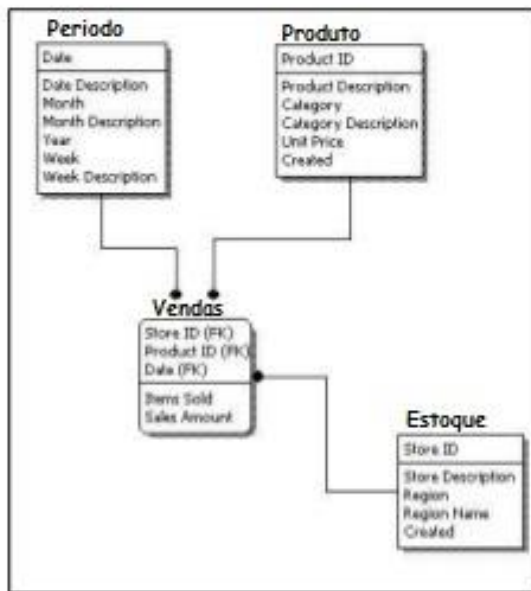 Periodo
Date
Date Description
Month
Month Description
Year
Week
Week Description
Produto
Product ID
Product Description
Category
Category Description
Unit Price
Created
Vendas
Store ID (FK)
Product ID (FK)
Date (FK)
Items Sold
Sales Amount
Estoque
Store ID
Store Description
Region
Region Name
Created